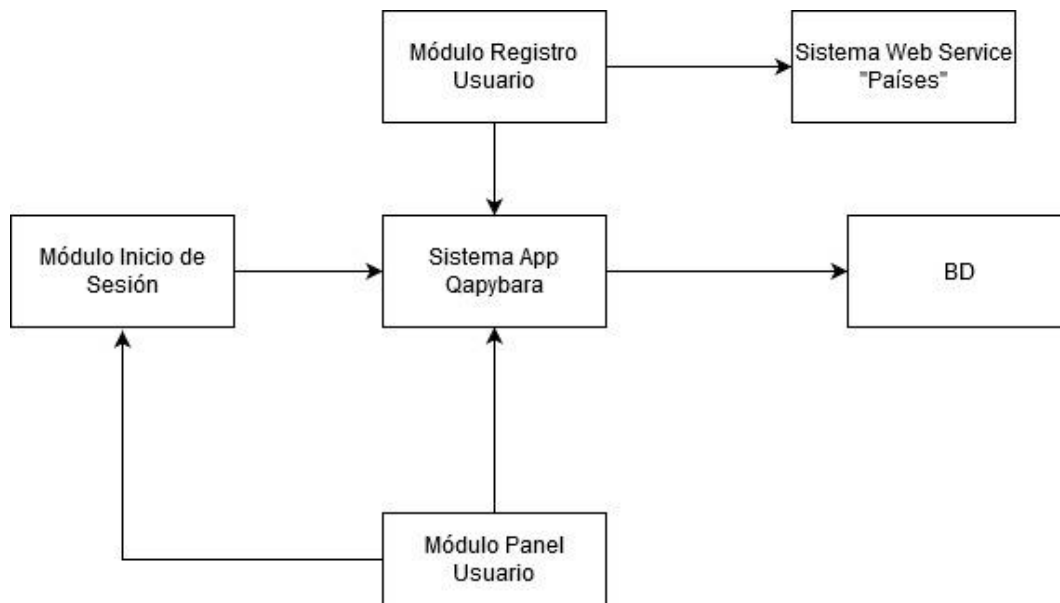 Módulo Registro
Usuario
Sistema Web Service
"Países"
Módulo Inicio de
Sesión
Sistema App
Qapybara
BD
Módulo Panel
Usuario